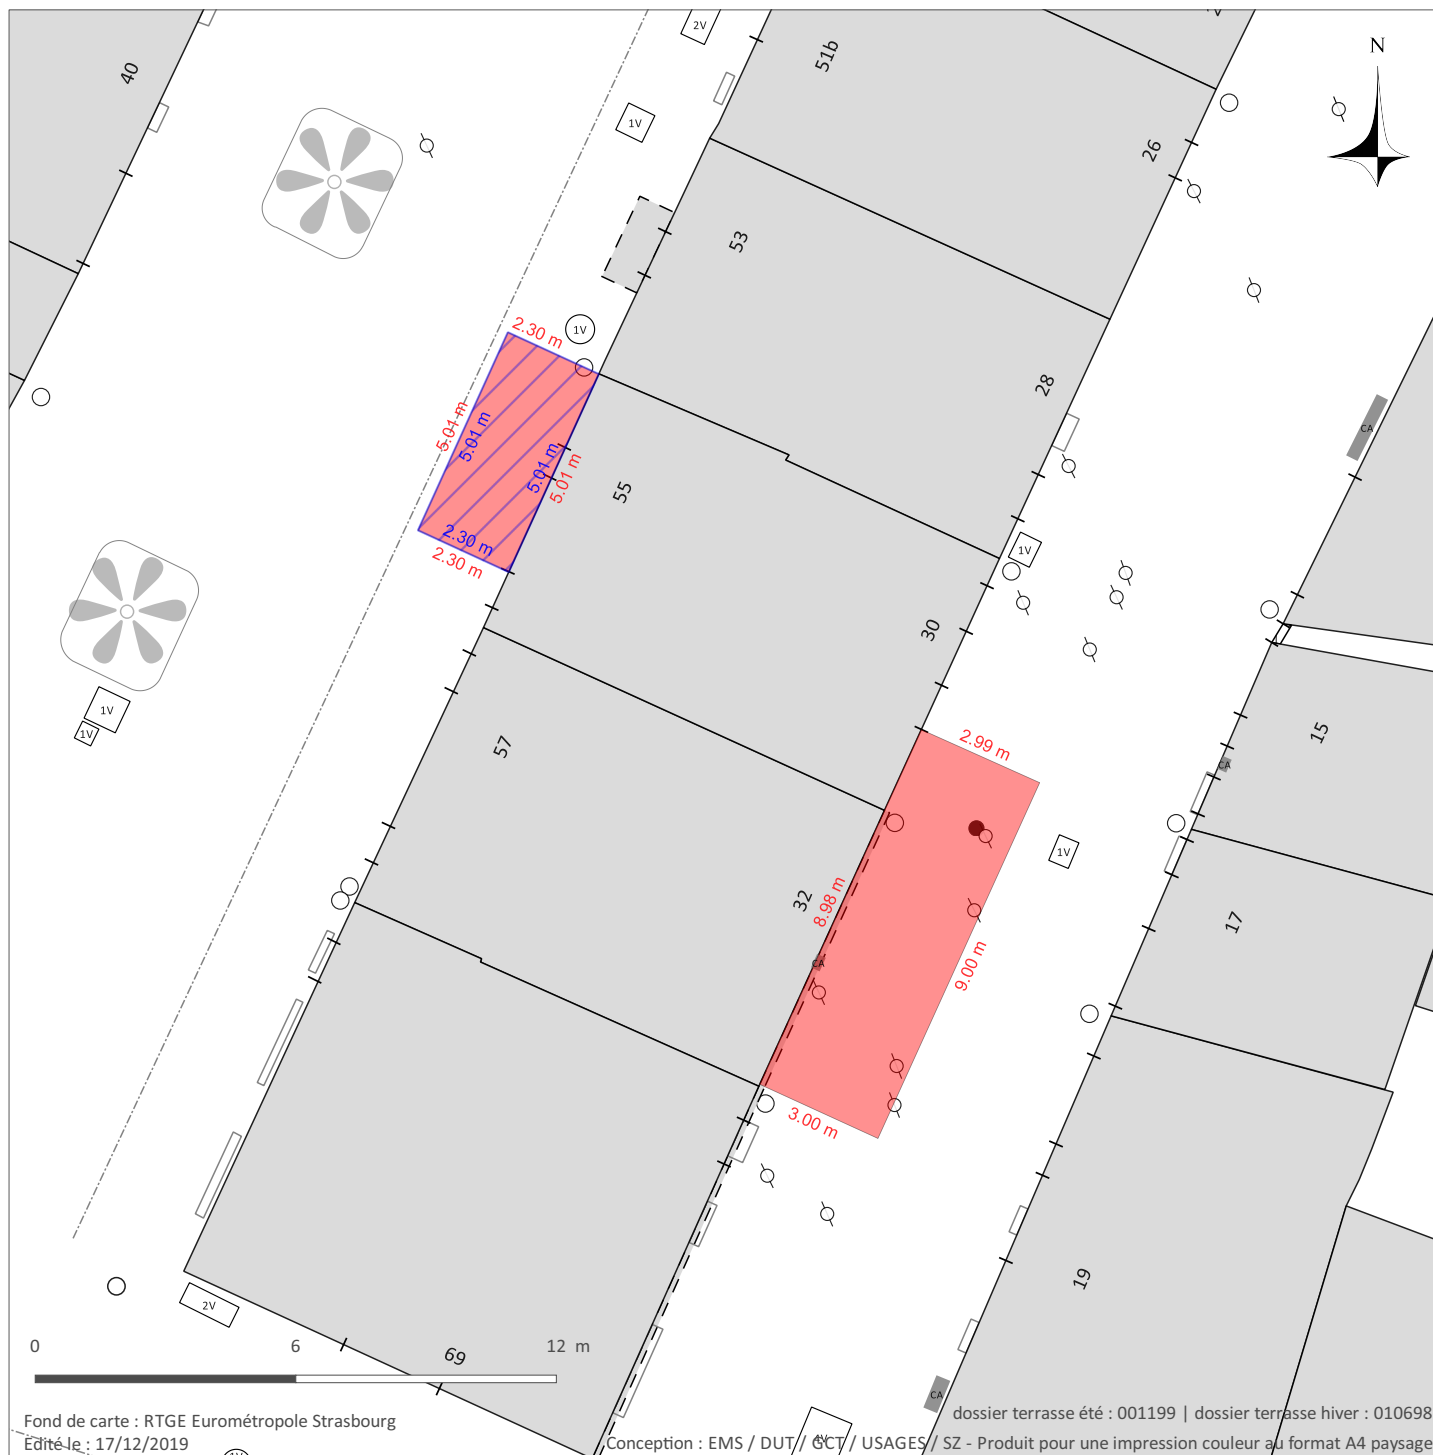 2V
51b
40
N
1V
26
53
1V
2.30 m
28
CA
5.01 m
5.01 m
5.01 m
5.01 m
55
2.30 m
2.30 m
1V
30
1V
1V
57
15
2.99 m
CA
1V
32
8.98 m
17
CA
9.00 m
3.00 m
19
2V
0 6 12 m
69
CA
dossier terrasse été : 001199 | dossier terrasse hiver : 010698
Fond de carte : RTGE Eurométropole Strasbourg
Edité le : 17/12/2019
Conception : EMS / DUT / GCT / USAGES / SZ - Produit pour une impression couleur au format A4 paysage